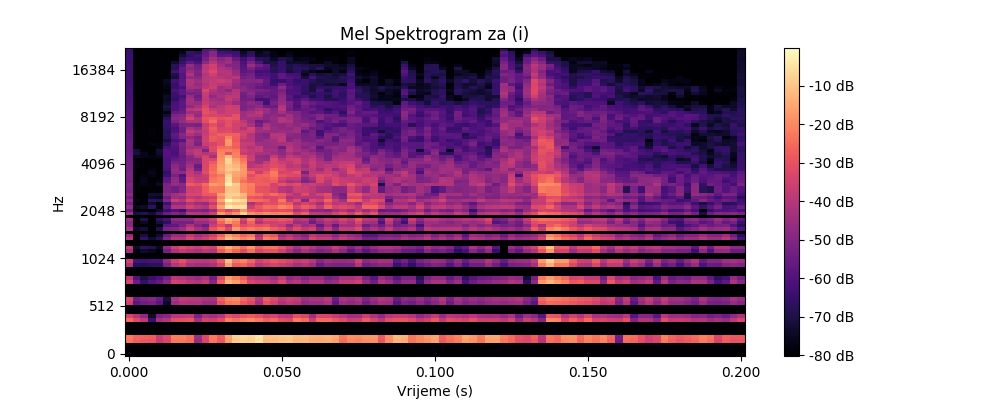 Mel Spektrogram za (i)
16384
8192
4096
2048
1024
512
0
Hz
0.000 0.050 0.100 0.150 0.200
Vrijeme (s)
-10 dB
-20 dB
-30 dB
-40 dB
-50 dB
-60 dB
-70 dB
-80 dB